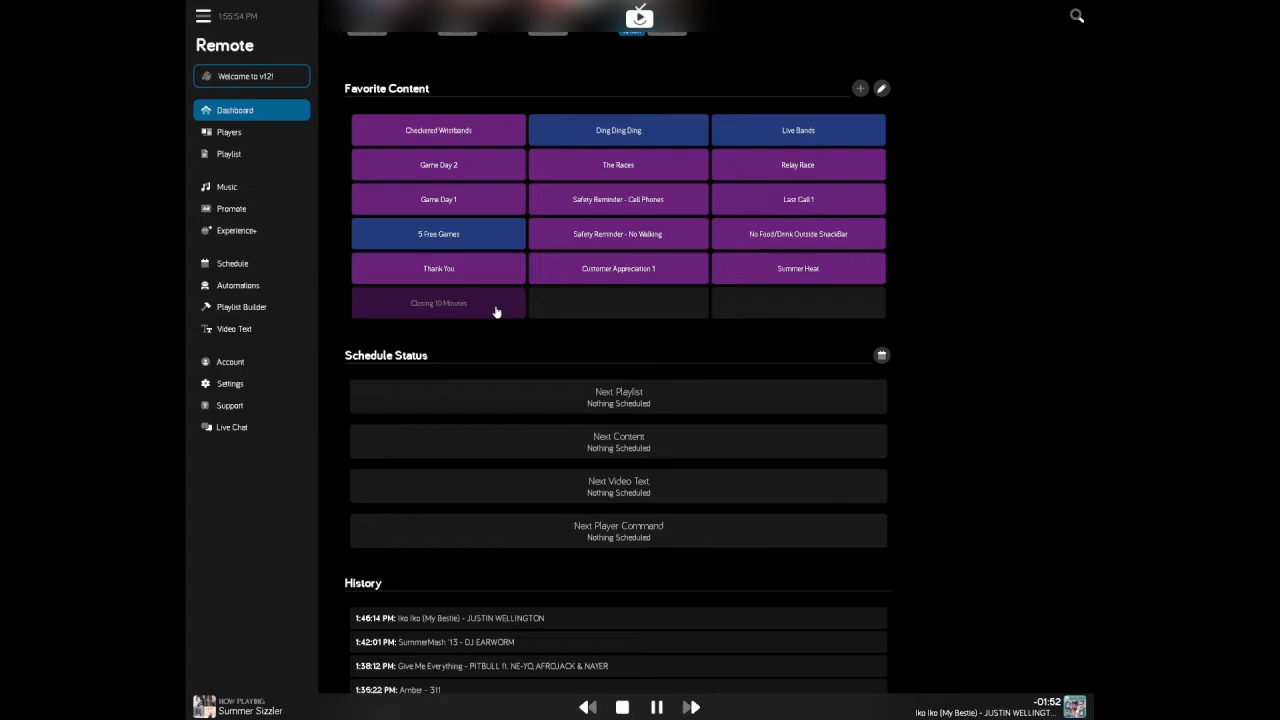 1:55:54 PM
Remote
Welcome to v12!
Dashboard
Players
Playlist
Music
Promote
Experience+
Schedule
Automations
Playlist Builder
Video Text
Account
Settings
Support
Live Chat
Favorite Content
Checkered Wristbands
Ding Ding Ding
Live Bands
Game Day 2
The Races
Relay Race
Game Day 1
Safety Reminder - Cell Phones
Last Call 1
5 Free Games
Safety Reminder - No Walking
No Food/Drink Outside SnackBar
Thank You
Customer Appreciation 1
Summer Heat
Closing 10 Minutes
Schedule Status
Next Playlist
Nothing Scheduled
Next Content
Nothing Scheduled
Next Video Text
Nothing Scheduled
Next Player Command
Nothing Scheduled
History
1:46:14 PM: Iko Iko (My Bestie) - JUSTIN WELLINGTON
1:42:01 PM: SummerMash '13 - DJ EARWORM
1:38:12 PM: Give Me Everything - PITBULL ft. NE-YO, AFROJACK & NAYER
1:35:22 PM: Amber - 311
NOW PLAYING
Summer Sizzler
-01:52
Iko Iko (My Bestie) - JUSTIN WELLINGT...